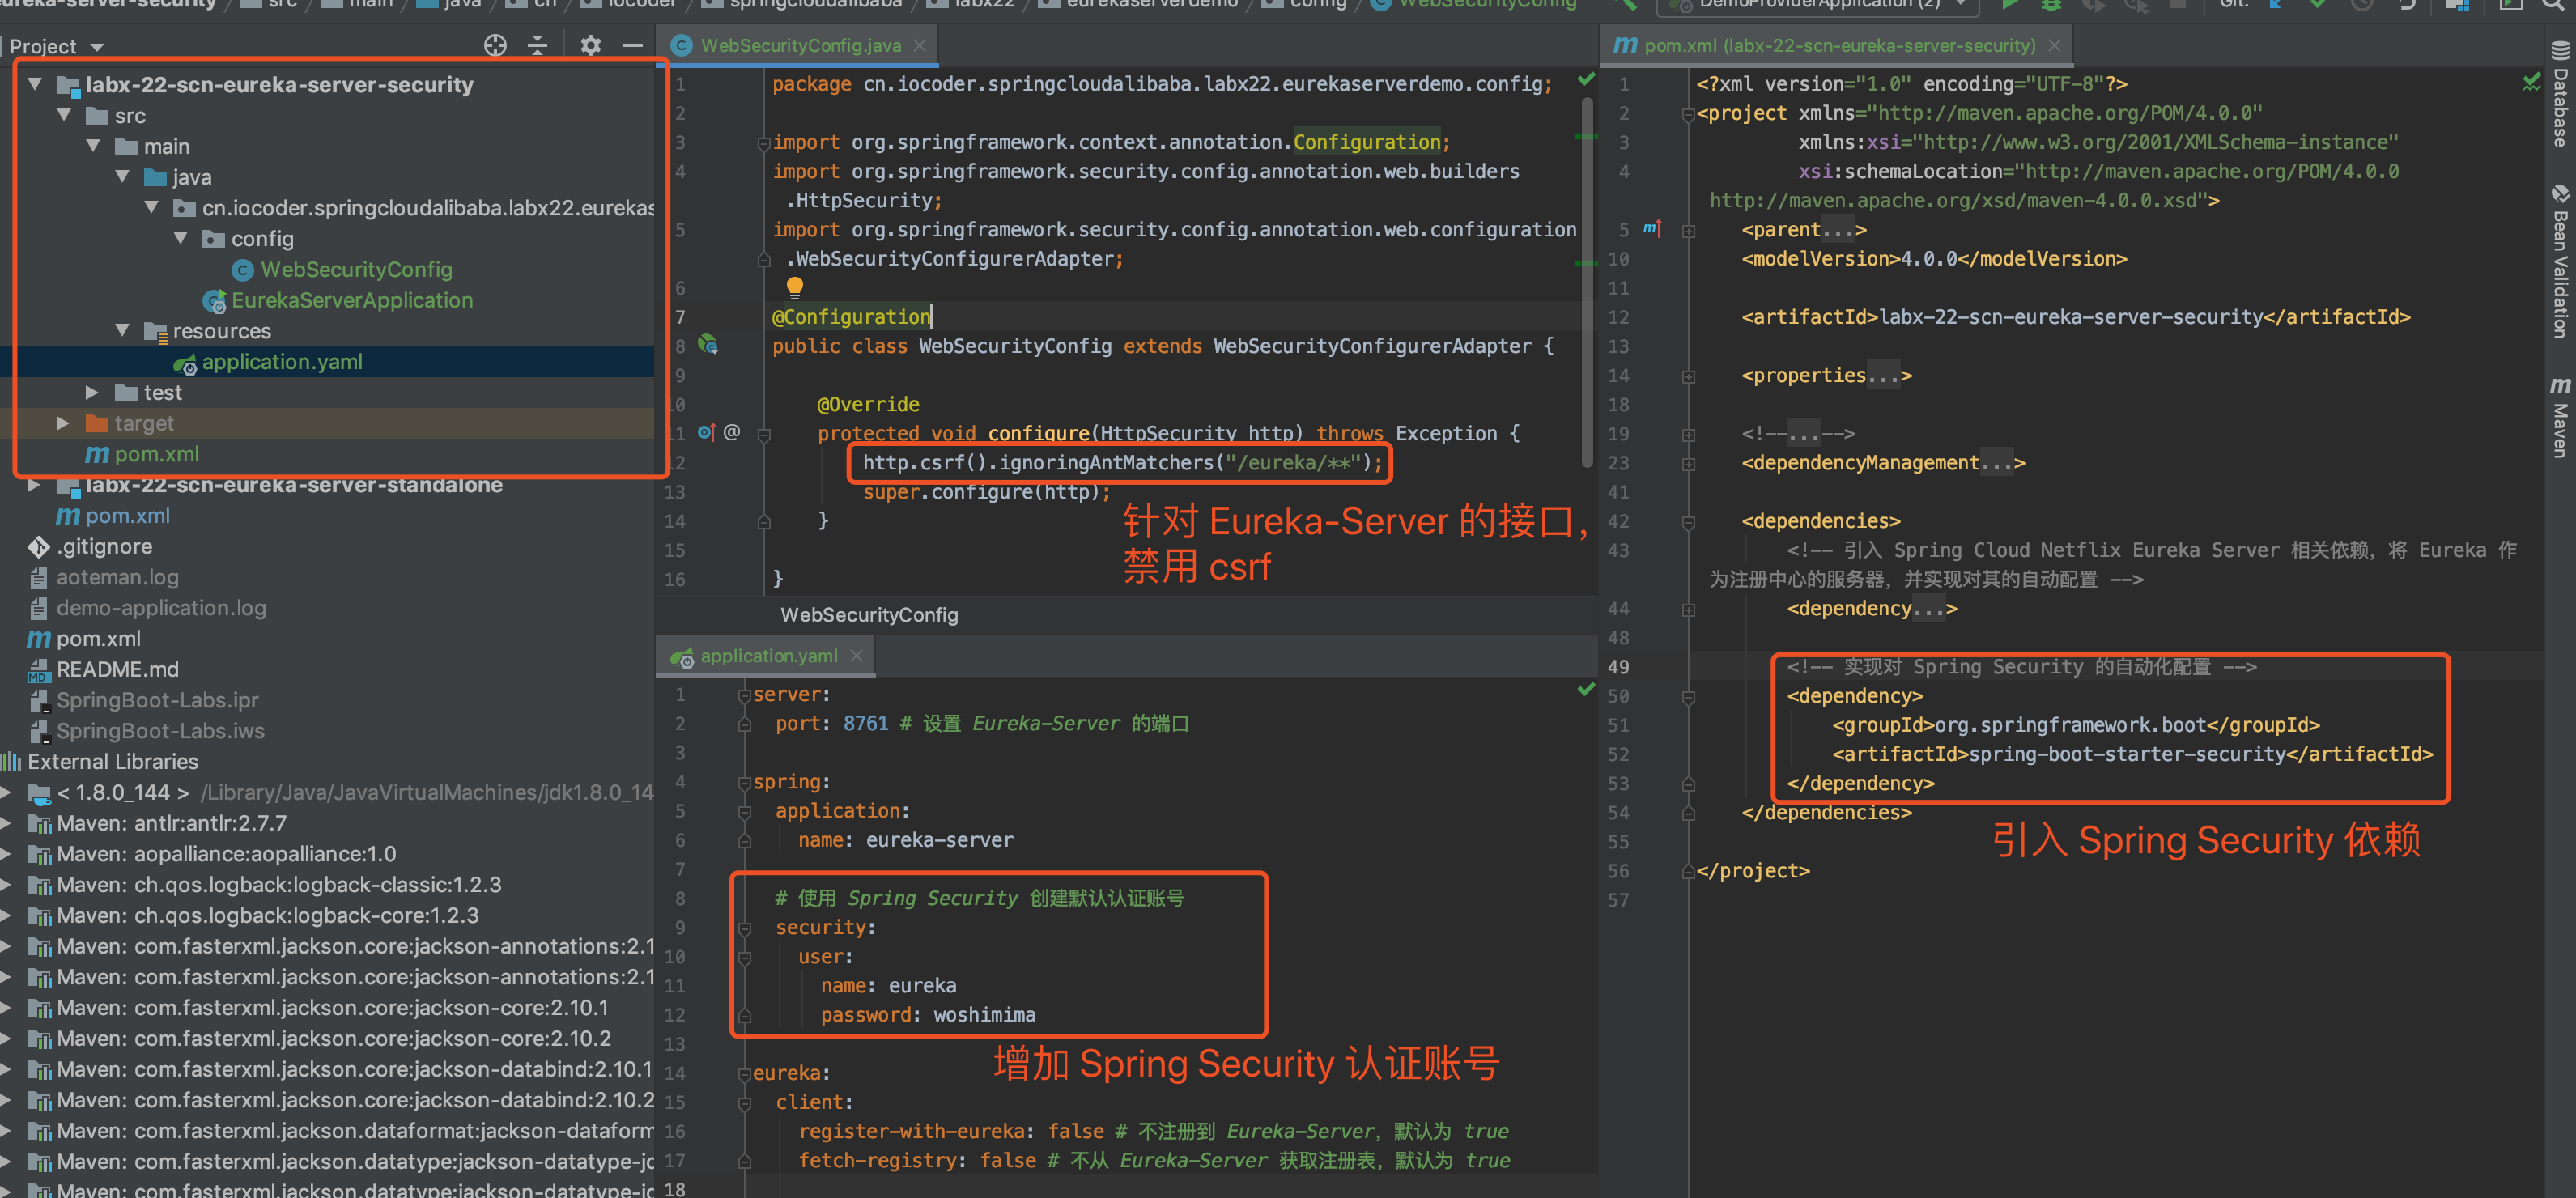 eureka-server-security
src
main
java
cn
iocoder
springcloudalibaba
labx22
eurekaserverdemo
config
WebSecurityConfig
DemoProviderApplication (2)
Git:
Project
labx-22-scn-eureka-server-security
src
main
java
cn.iocoder.springcloudalibaba.labx22.eurekas
config
WebSecurityConfig
EurekaServerApplication
resources
application.yaml
test
target
pom.xml
labx-22-scn-eureka-server-standalone
pom.xml
.gitignore
aoteman.log
demo-application.log
pom.xml
README.md
SpringBoot-Labs.ipr
SpringBoot-Labs.iws
External Libraries
< 1.8.0_144 > /Library/Java/JavaVirtualMachines/jdk1.8.0_14
Maven: antlr:antlr:2.7.7
Maven: aopalliance:aopalliance:1.0
Maven: ch.qos.logback:logback-classic:1.2.3
Maven: ch.qos.logback:logback-core:1.2.3
Maven: com.fasterxml.jackson.core:jackson-annotations:2.1
Maven: com.fasterxml.jackson.core:jackson-annotations:2.1
Maven: com.fasterxml.jackson.core:jackson-core:2.10.1
Maven: com.fasterxml.jackson.core:jackson-core:2.10.2
Maven: com.fasterxml.jackson.core:jackson-databind:2.10.1
Maven: com.fasterxml.jackson.core:jackson-databind:2.10.2
Maven: com.fasterxml.jackson.dataformat:jackson-dataform
Maven: com.fasterxml.jackson.datatype:jackson-datatype-jc
Maven: com.fasterxml.jackson.datatype:jackson-datatype-jc
WebSecurityConfig.java
1 package cn.iocoder.springcloudalibaba.labx22.eurekaserverdemo.config;
2
3 import org.springframework.context.annotation.Configuration;
4 import org.springframework.security.config.annotation.web.builders
.HttpSecurity;
5 import org.springframework.security.config.annotation.web.configuration
.WebSecurityConfigurerAdapter;
6
7 @Configuration
8 public class WebSecurityConfig extends WebSecurityConfigurerAdapter {
9
10 @Override
11 @ protected void configure(HttpSecurity http) throws Exception {
12 http.csrf().ignoringAntMatchers("/eureka/**");
13 super.configure(http);
14 }
15
16 }
针对 Eureka-Server 的接口，
禁用 csrf
WebSecurityConfig
application.yaml
1 server:
2 port: 8761 # 设置 Eureka-Server 的端口
3
4 spring:
5 application:
6 name: eureka-server
7
8 # 使用 Spring Security 创建默认认证账号
9 security:
10 user:
11 name: eureka
12 password: woshimima
13
增加 Spring Security 认证账号
14 eureka:
15 client:
16 register-with-eureka: false # 不注册到 Eureka-Server，默认为 true
17 fetch-registry: false # 不从 Eureka-Server 获取注册表，默认为 true
18
pom.xml (labx-22-scn-eureka-server-security)
1 <?xml version="1.0" encoding="UTF-8"?>
2 <project xmlns="http://maven.apache.org/POM/4.0.0"
3 xmlns:xsi="http://www.w3.org/2001/XMLSchema-instance"
4 xsi:schemaLocation="http://maven.apache.org/POM/4.0.0
http://maven.apache.org/xsd/maven-4.0.0.xsd">
5 <parent...>
10 <modelVersion>4.0.0</modelVersion>
11
12 <artifactId>labx-22-scn-eureka-server-security</artifactId>
13
14 <properties...>
18
19 <!--...-->
23 <dependencyManagement...>
41
42 <dependencies>
43 <!-- 引入 Spring Cloud Netflix Eureka Server 相关依赖，将 Eureka 作
为注册中心的服务器，并实现对其的自动配置 -->
44 <dependency...>
48
49 <!-- 实现对 Spring Security 的自动化配置 -->
50 <dependency>
51 <groupId>org.springframework.boot</groupId>
52 <artifactId>spring-boot-starter-security</artifactId>
53 </dependency>
54 </dependencies>
55
引入 Spring Security 依赖
56 </project>
57
Database
Bean Validation
Maven